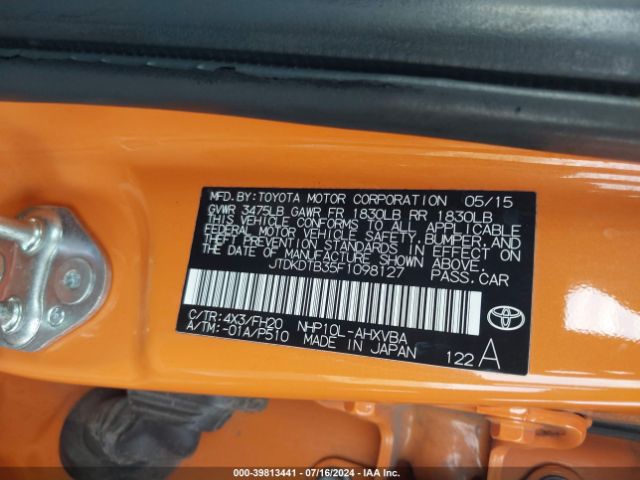 MFD.BY:TOYOTA MOTOR CORPORATION 05/15
GVWR 3475LB GAWR FR 1830LB RR 1830LB
THIS VEHICLE CONFORMS TO ALL APPLICABLE
FEDERAL MOTOR VEHICLE SAFETY,BUMPER,AND
THEFT PREVENTION STANDARDS IN EFFECT ON
THE DATE OF MANUFACTURE SHOWN ABOVE.
JTDKDTB35F1098127 PASS.CAR
C/TR:4X3/FH20 NHP10L-AHXVBA
A/TM:-01A/P510 MADE IN JAPAN
122 A
000-39813441 - 07/16/2024 - IAA Inc.